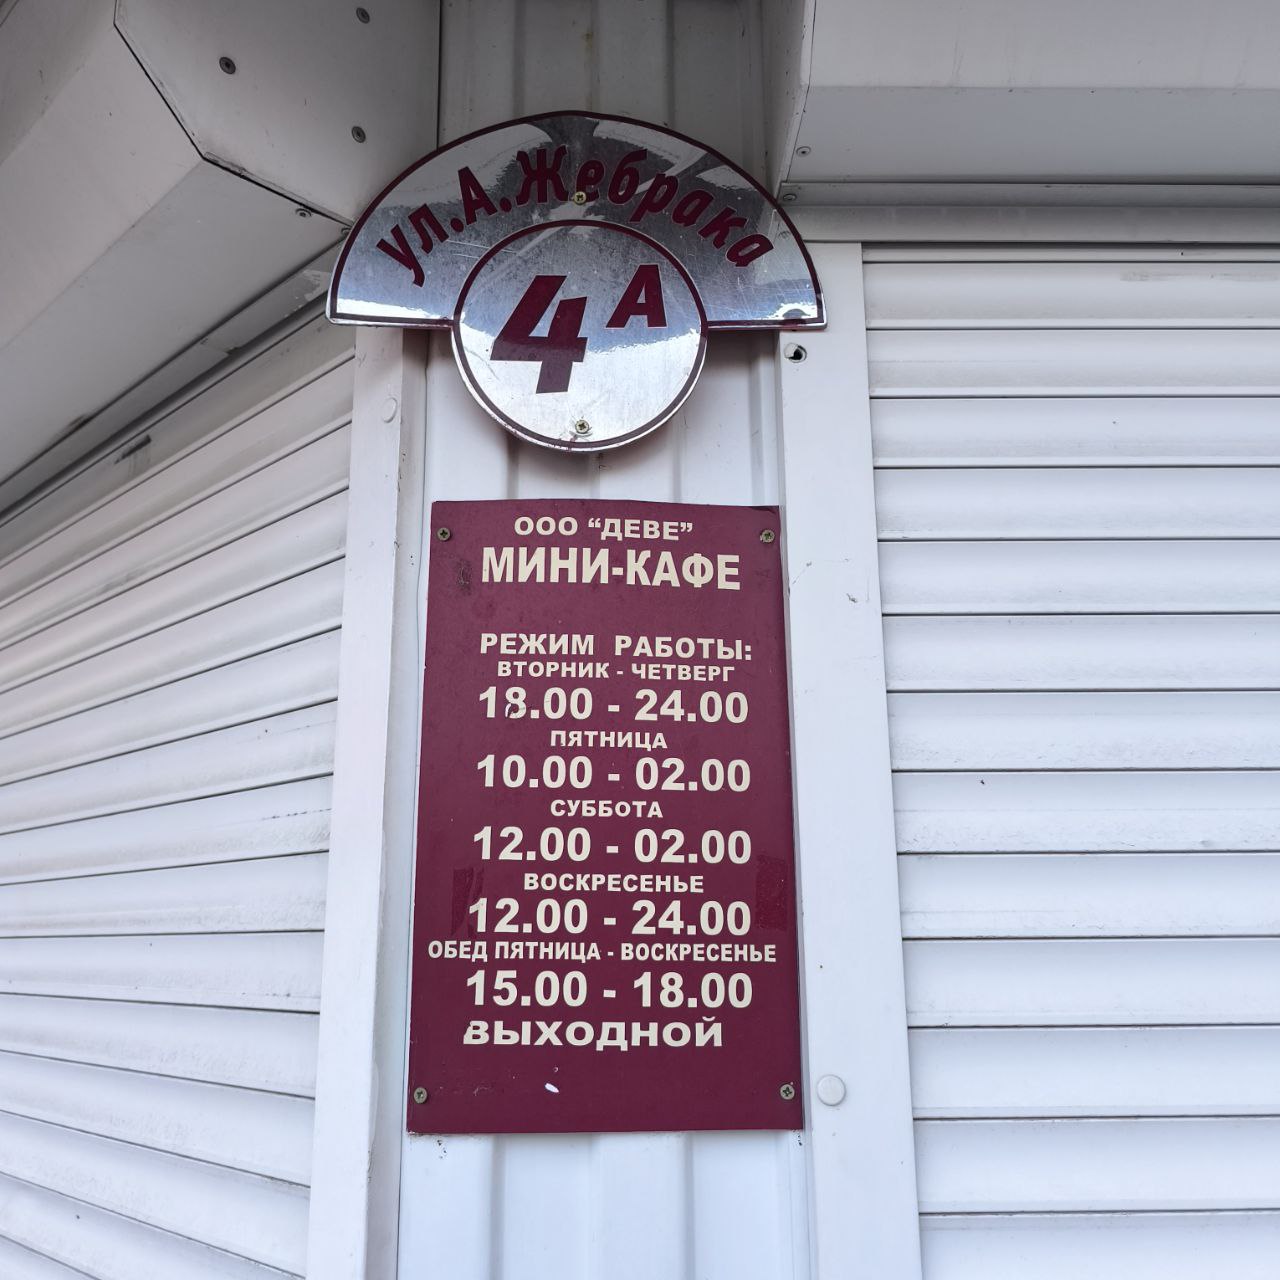 ул.А.Жебрака
4А
ООО “ДЕВЕ”
МИНИ-КАФЕ
РЕЖИМ РАБОТЫ:
ВТОРНИК - ЧЕТВЕРГ
18.00 - 24.00
ПЯТНИЦА
10.00 - 02.00
СУББОТА
12.00 - 02.00
ВОСКРЕСЕНЬЕ
12.00 - 24.00
ОБЕД ПЯТНИЦА - ВОСКРЕСЕНЬЕ
15.00 - 18.00
ВЫХОДНОЙ